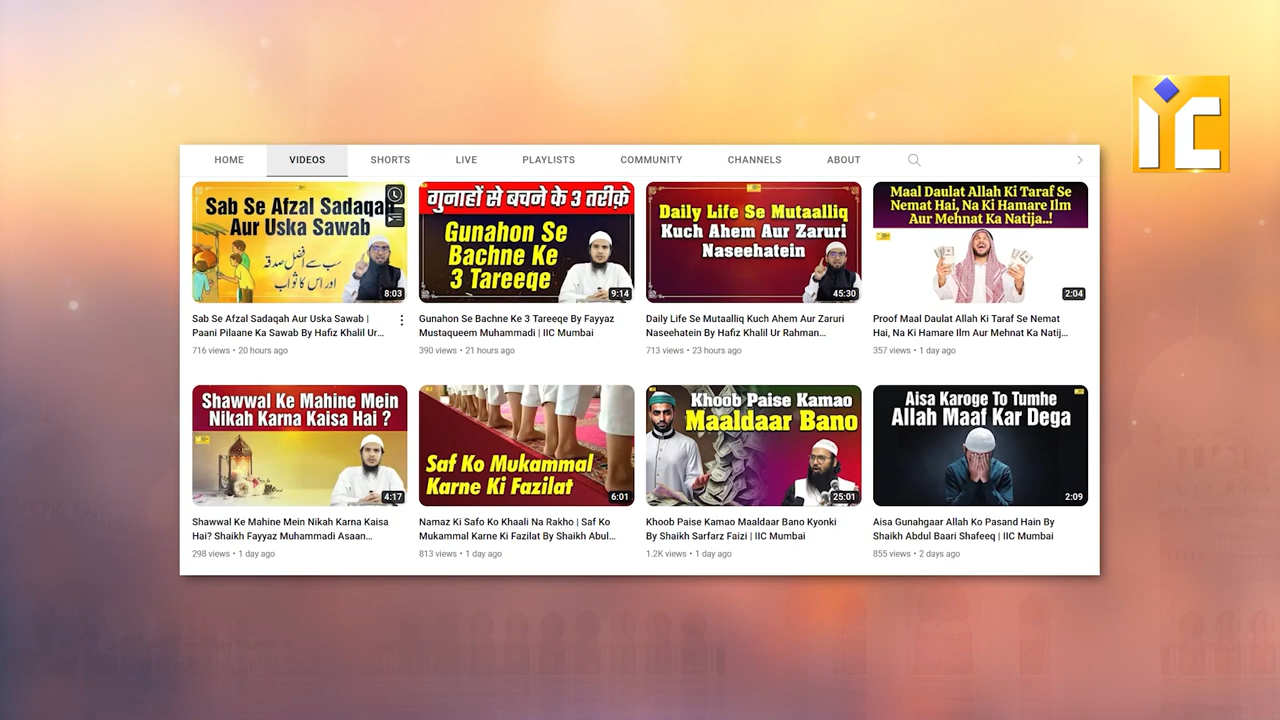 IC
HOME VIDEOS SHORTS LIVE PLAYLISTS COMMUNITY CHANNELS ABOUT
Sab Se Afzal Sadaqah
Aur Uska Sawab
سب سے افضل صدقہ
اور اس کا ثواب
8:03
Sab Se Afzal Sadaqah Aur Uska Sawab |
Paani Pilaane Ka Sawab By Hafiz Khalil Ur...
716 views • 20 hours ago
गुनाहों से बचने के 3 तरीक़े
Gunahon Se
Bachne Ke
3 Tareeqe
9:14
Gunahon Se Bachne Ke 3 Tareeqe By Fayyaz
Mustaqueem Muhammadi | IIC Mumbai
390 views • 21 hours ago
Daily Life Se Mutaalliq
Kuch Ahem Aur Zaruri
Naseehatein
45:30
Daily Life Se Mutaalliq Kuch Ahem Aur Zaruri
Naseehatein By Hafiz Khalil Ur Rahman...
713 views • 23 hours ago
Maal Daulat Allah Ki Taraf Se
Nemat Hai, Na Ki Hamare Ilm
Aur Mehnat Ka Natija..!
2:04
Proof Maal Daulat Allah Ki Taraf Se Nemat
Hai, Na Ki Hamare Ilm Aur Mehnat Ka Natij...
357 views • 1 day ago
Shawwal Ke Mahine Mein
Nikah Karna Kaisa Hai ?
4:17
Shawwal Ke Mahine Mein Nikah Karna Kaisa
Hai? Shaikh Fayyaz Muhammadi Asaan...
298 views • 1 day ago
Saf Ko Mukammal
Karne Ki Fazilat
6:01
Namaz Ki Safo Ko Khaali Na Rakho | Saf Ko
Mukammal Karne Ki Fazilat By Shaikh Abul...
813 views • 1 day ago
Khoob Paise Kamao
Maaldaar Bano
25:01
Khoob Paise Kamao Maaldaar Bano Kyonki
By Shaikh Sarfarz Faizi | IIC Mumbai
1.2K views • 1 day ago
Aisa Karoge To Tumhe
Allah Maaf Kar Dega
2:09
Aisa Gunahgaar Allah Ko Pasand Hain By
Shaikh Abdul Baari Shafeeq | IIC Mumbai
855 views • 2 days ago